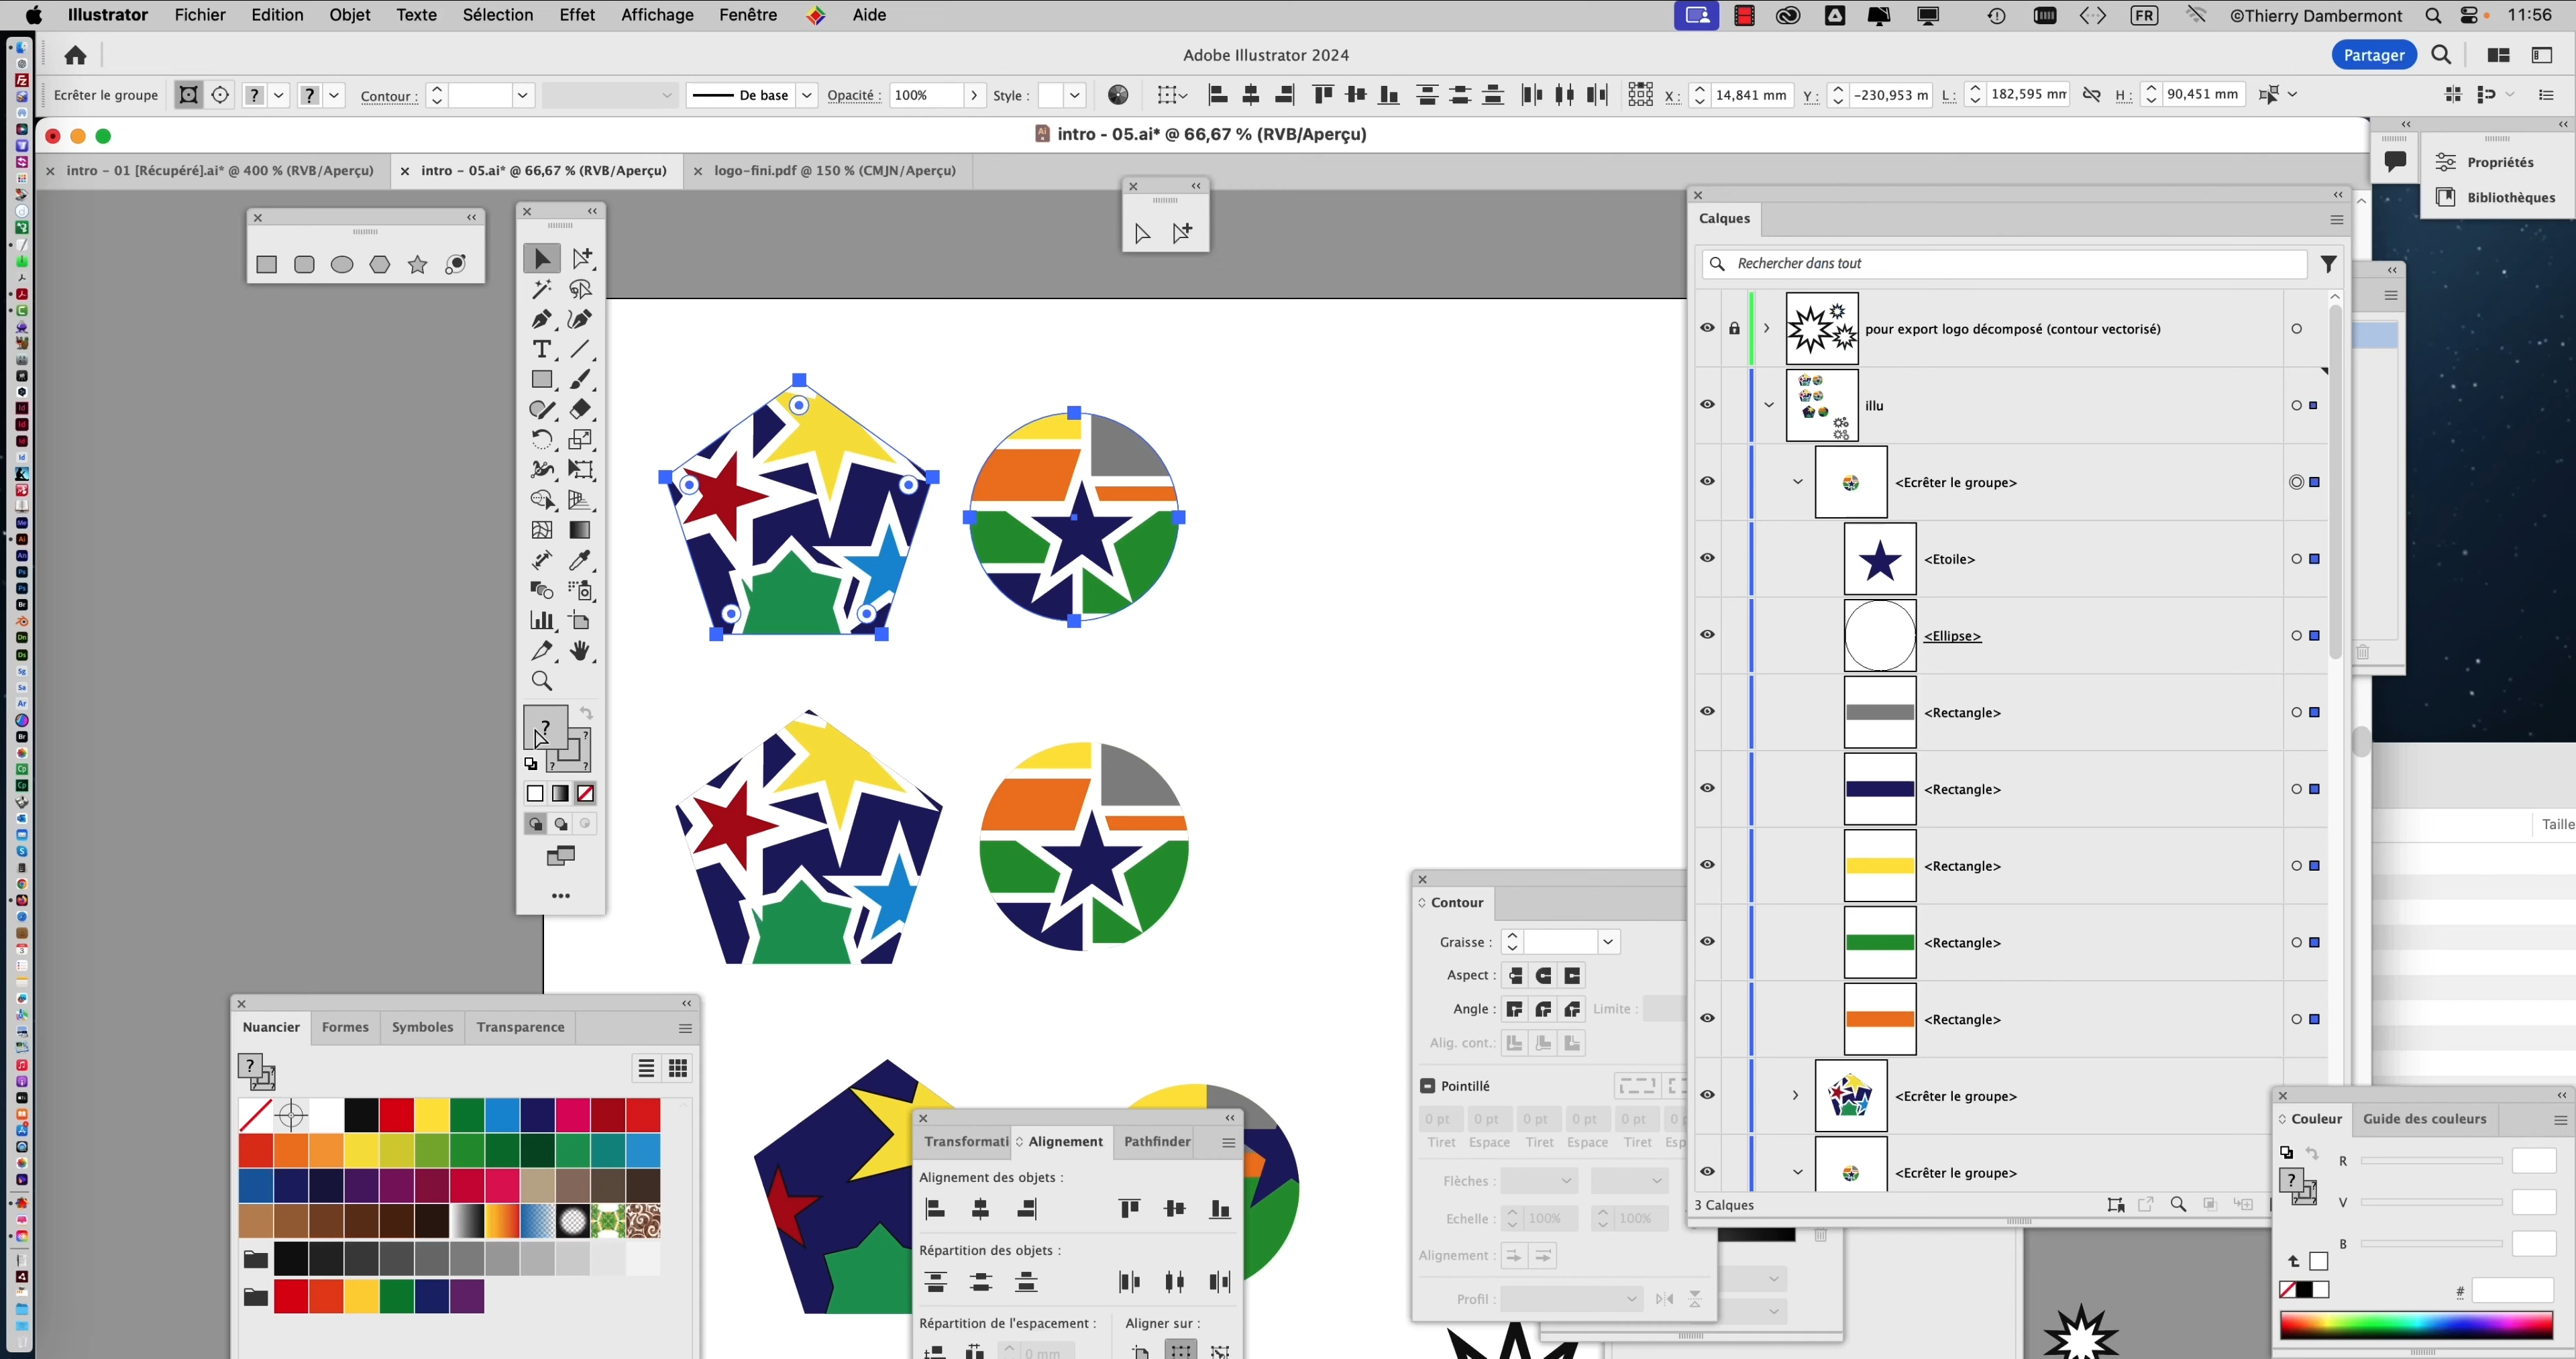 Illustrator Fichier Edition Objet Texte Sélection Effet Affichage Fenêtre Aide FR ©Thierry Dambermont 11:56
Adobe Illustrator 2024 Partager
Ecrêter le groupe ? ? Contour : De base Opacité : 100% Style : X : 14,841 mm Y : -230,953 m L : 182,595 mm H : 90,451 mm
intro - 05.ai* @ 66,67 % (RVB/Aperçu)
intro - 01 [Récupéré].ai* @ 400 % (RVB/Aperçu) intro - 05.ai* @ 66,67 % (RVB/Aperçu) logo-fini.pdf @ 150 % (CMJN/Aperçu)
Propriétés
Bibliothèques
Calques
Rechercher dans tout
pour export logo décomposé (contour vectorisé)
illu
<Ecrêter le groupe>
<Etoile>
<Ellipse>
<Rectangle>
<Rectangle>
<Rectangle>
<Rectangle>
<Rectangle>
<Ecrêter le groupe>
<Ecrêter le groupe>
3 Calques
Taille
Contour
Graisse :
Aspect :
Angle : Limite :
Alig. cont.:
Pointillé
0 pt 0 pt 0 pt 0 pt 0 pt 0 p
Tiret Espace Tiret Espace Tiret Esp
Flèches :
Echelle : 100% 100%
Alignement :
Profil :
Nuancier Formes Symboles Transparence
Transformati Alignement Pathfinder
Alignement des objets :
Répartition des objets :
Répartition de l'espacement : Aligner sur :
0 mm
Couleur Guide des couleurs
R
V
B
#